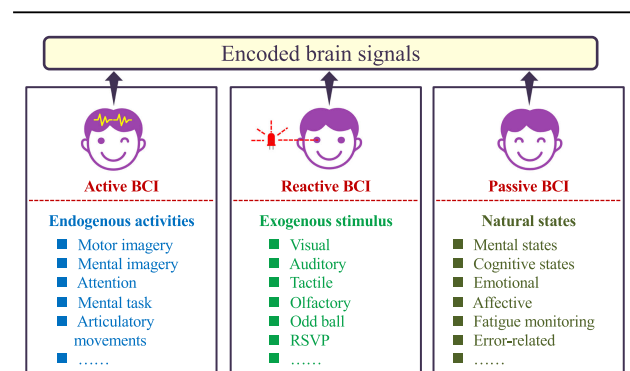 Encoded brain signals
Active BCI
Endogenous activities
Motor imagery
Mental imagery
Attention
Mental task
Articulatory
movements
……
Reactive BCI
Exogenous stimulus
Visual
Auditory
Tactile
Olfactory
Odd ball
RSVP
……
Passive BCI
Natural states
Mental states
Cognitive states
Emotional
Affective
Fatigue monitoring
Error-related
……